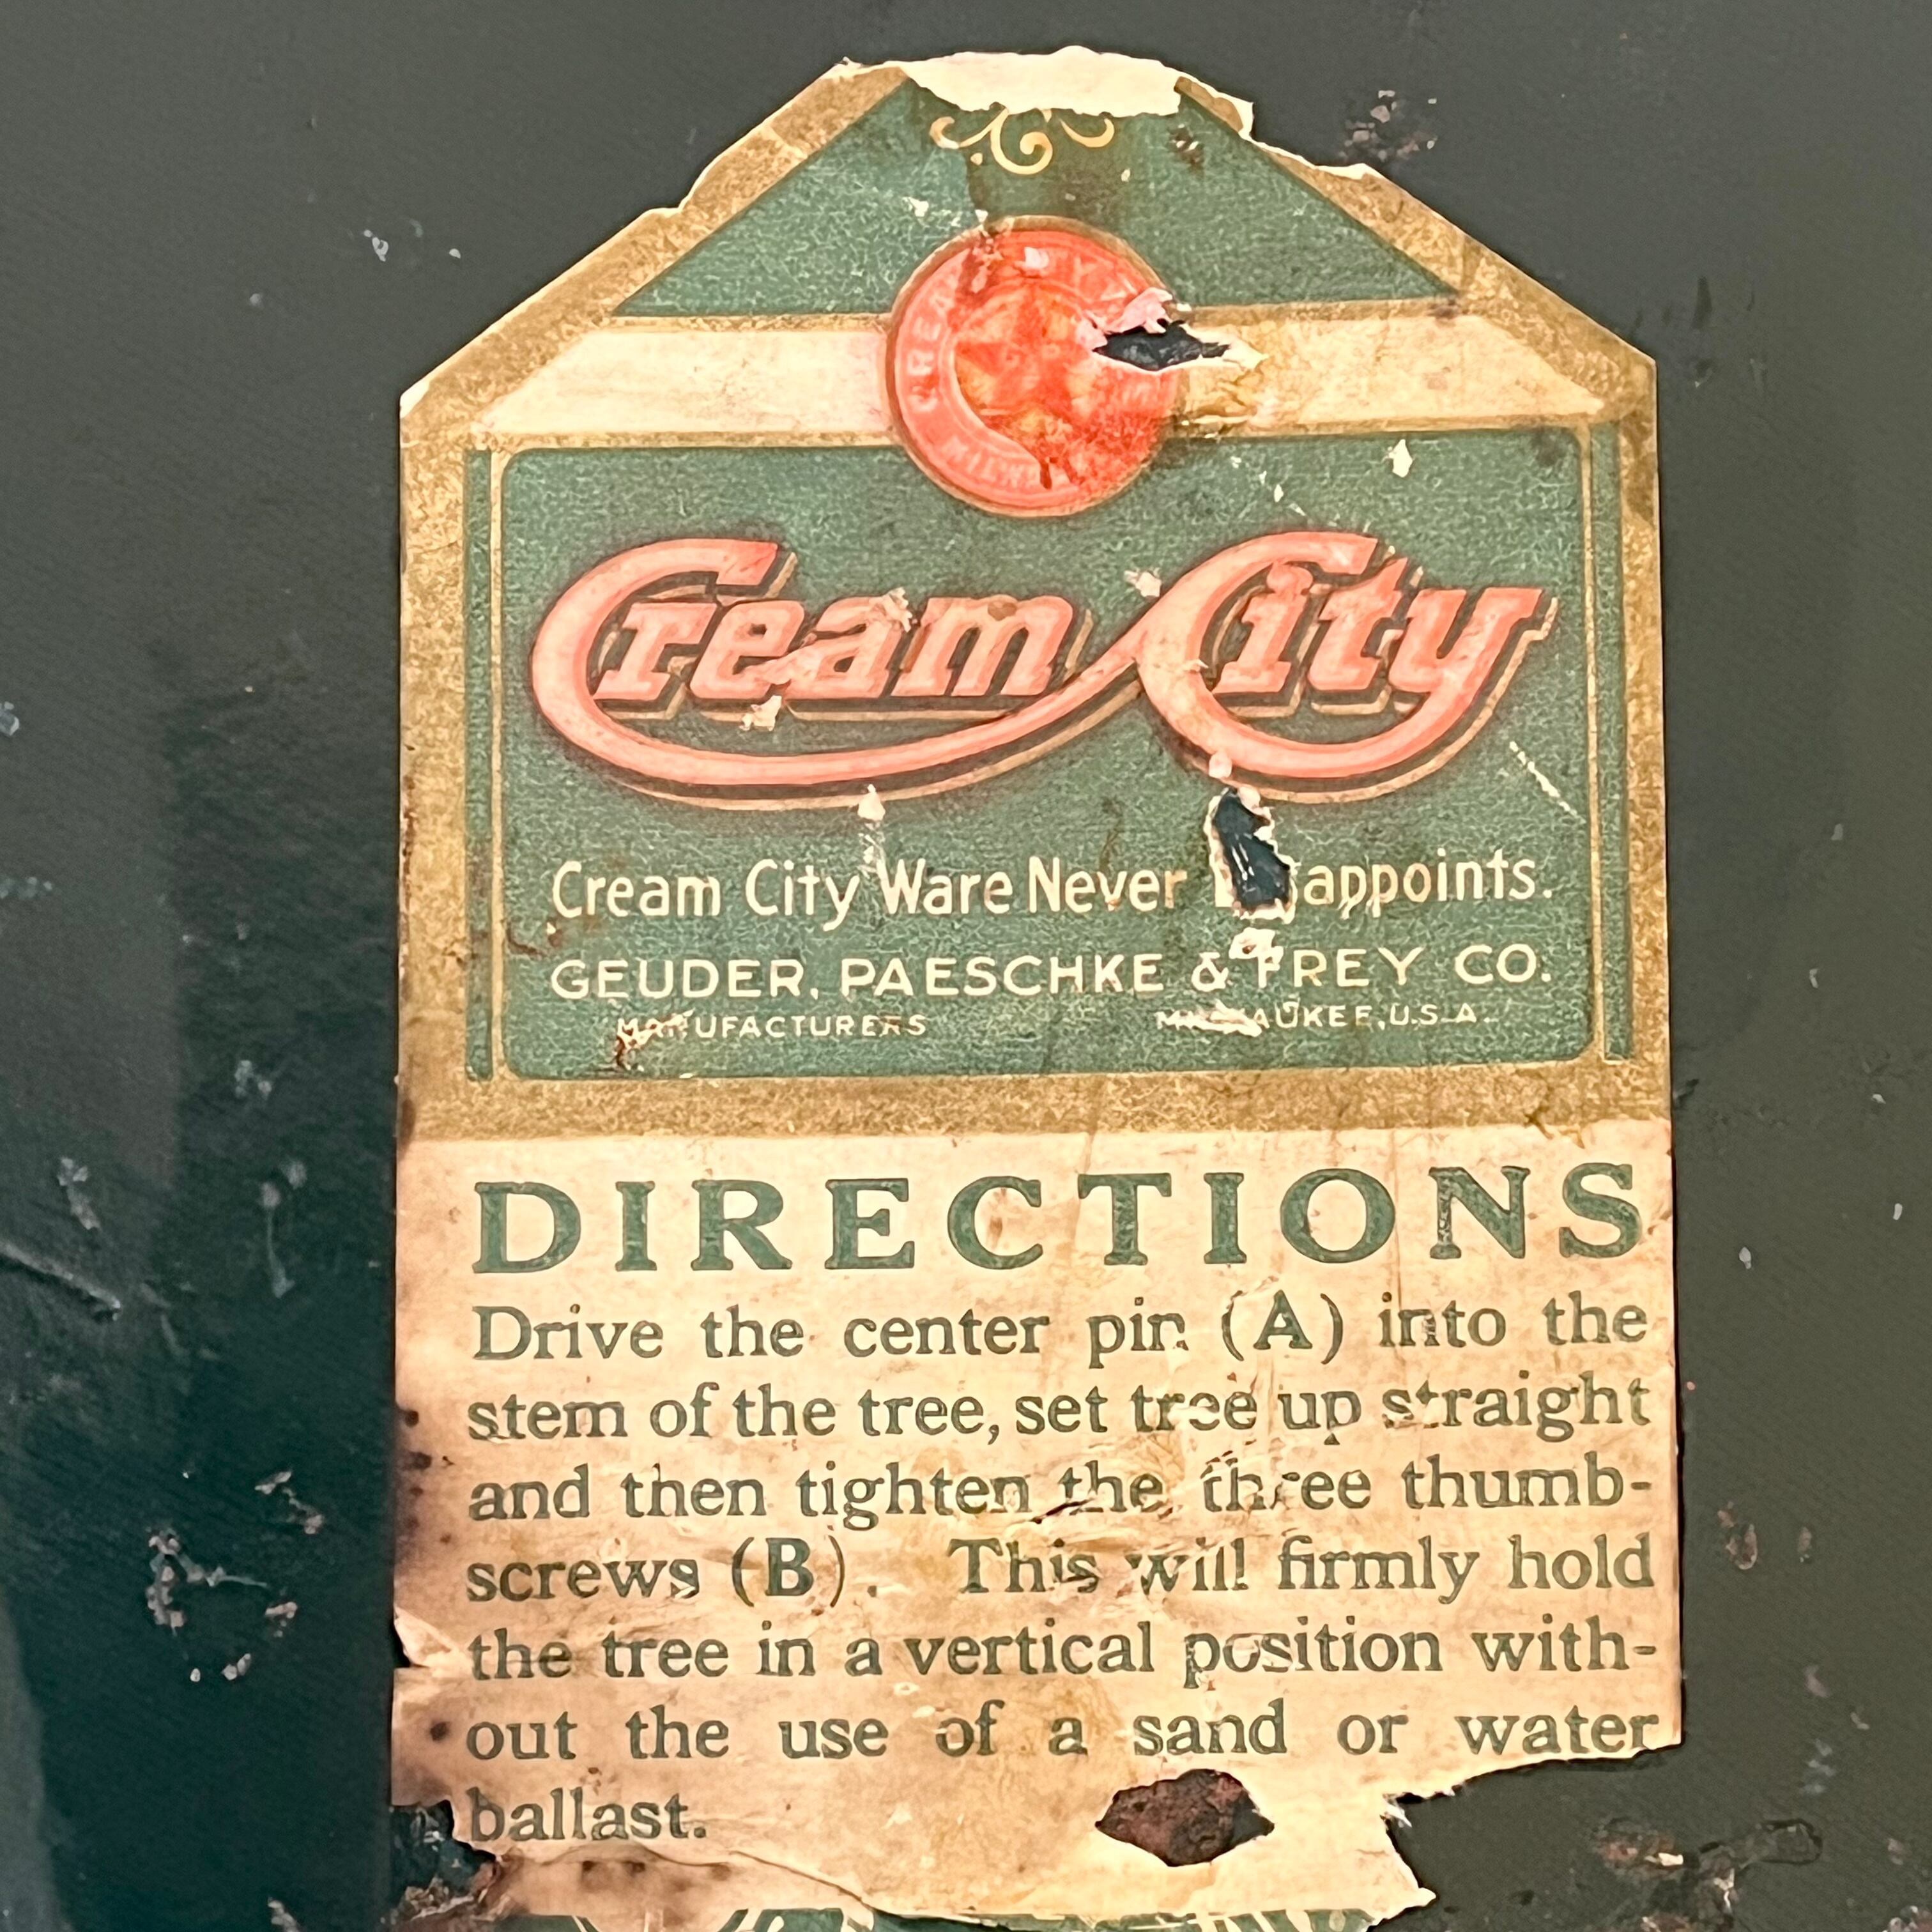 Cream City
Cream City Ware Never
GEUDER, PAESCHKE & FREY CO.
MANUFACTURERS MILWAUKEE, U.S.A.
DIRECTIONS
Drive the center pin (A) into the
stem of the tree, set tree up straight
and then tighten the three thumb-
screws (B). This will firmly hold
the tree in a vertical position with-
out the use of a sand or water
ballast.